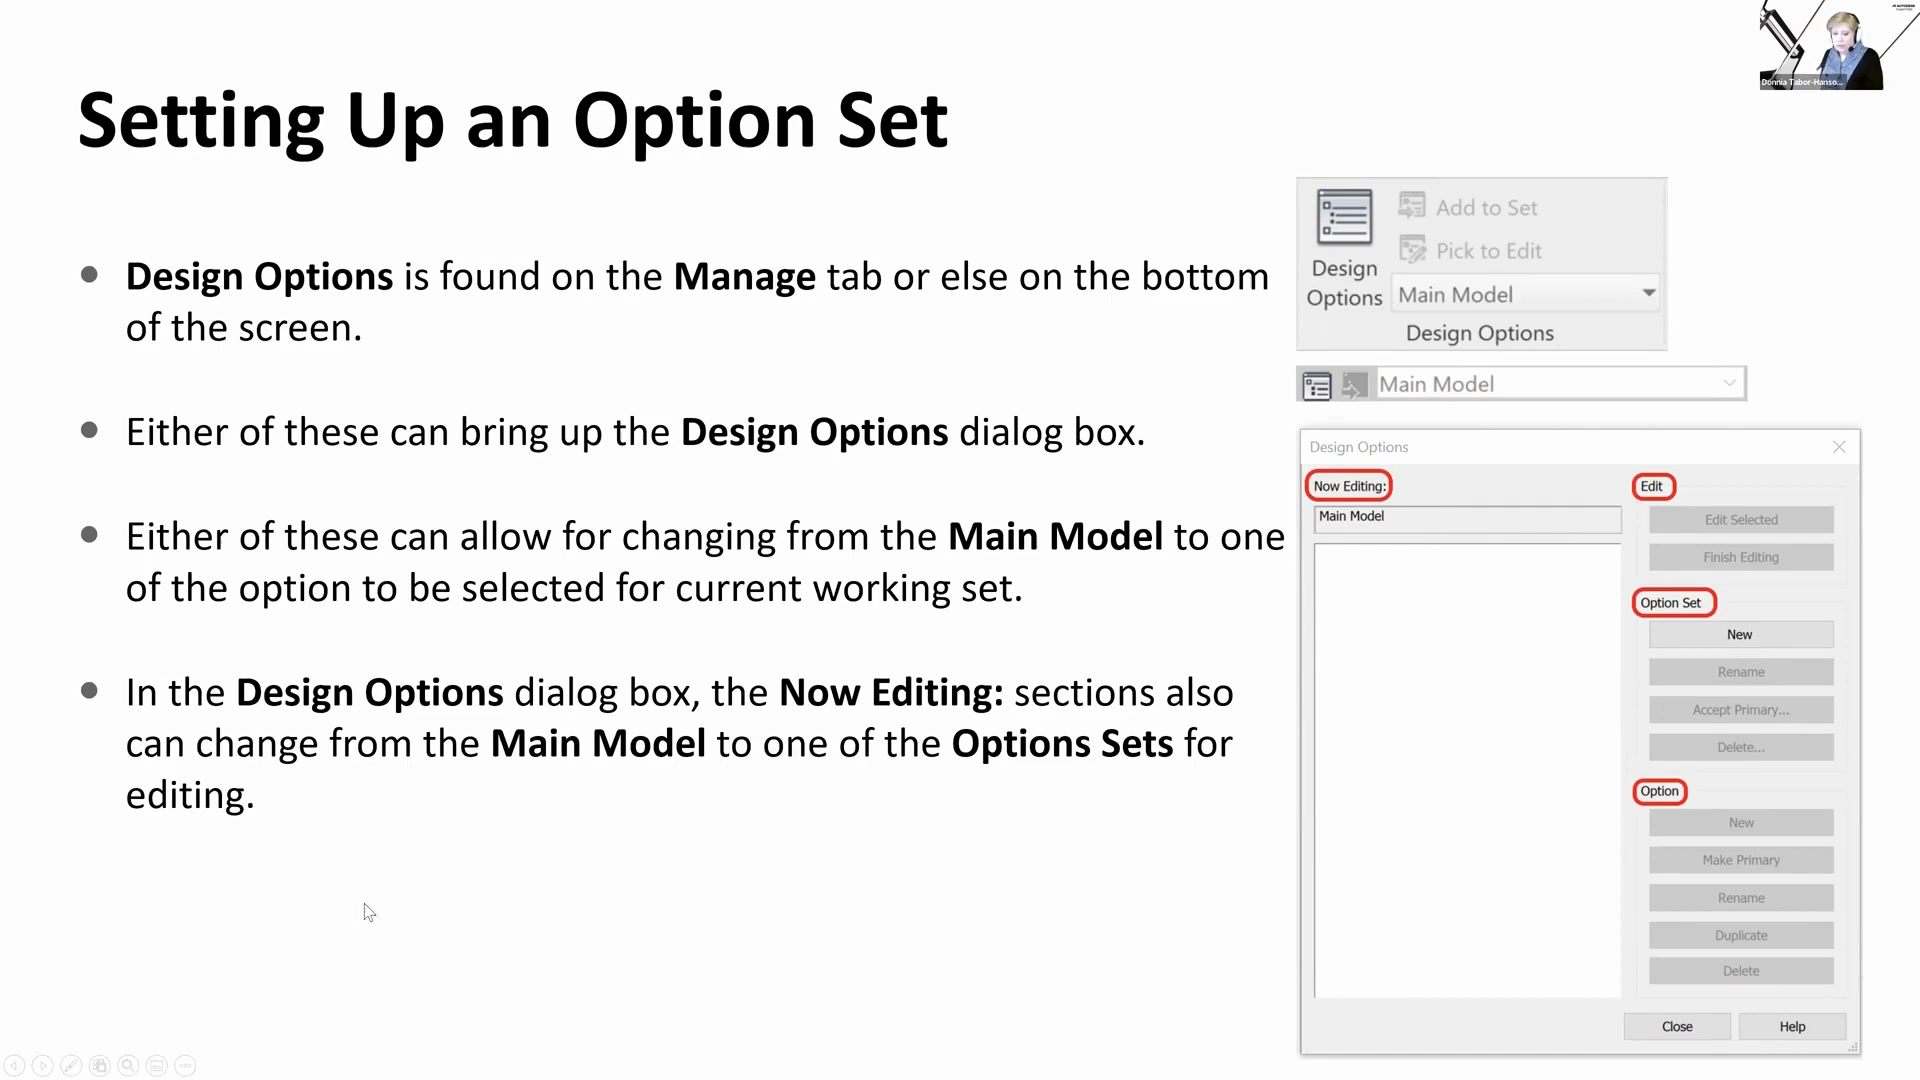 Setting Up an Option Set
Design Options is found on the Manage tab or else on the bottom
of the screen.
Either of these can bring up the Design Options dialog box.
Either of these can allow for changing from the Main Model to one
of the option to be selected for current working set.
In the Design Options dialog box, the Now Editing: sections also
can change from the Main Model to one of the Options Sets for
editing.
AUTODESK
Donnia Tabor-Hanso...
Add to Set
Pick to Edit
Design
Options
Main Model
Design Options
Main Model
Design Options
Now Editing:
Main Model
Edit
Edit Selected
Finish Editing
Option Set
New
Rename
Accept Primary...
Delete...
Option
New
Make Primary
Rename
Duplicate
Delete
Close
Help